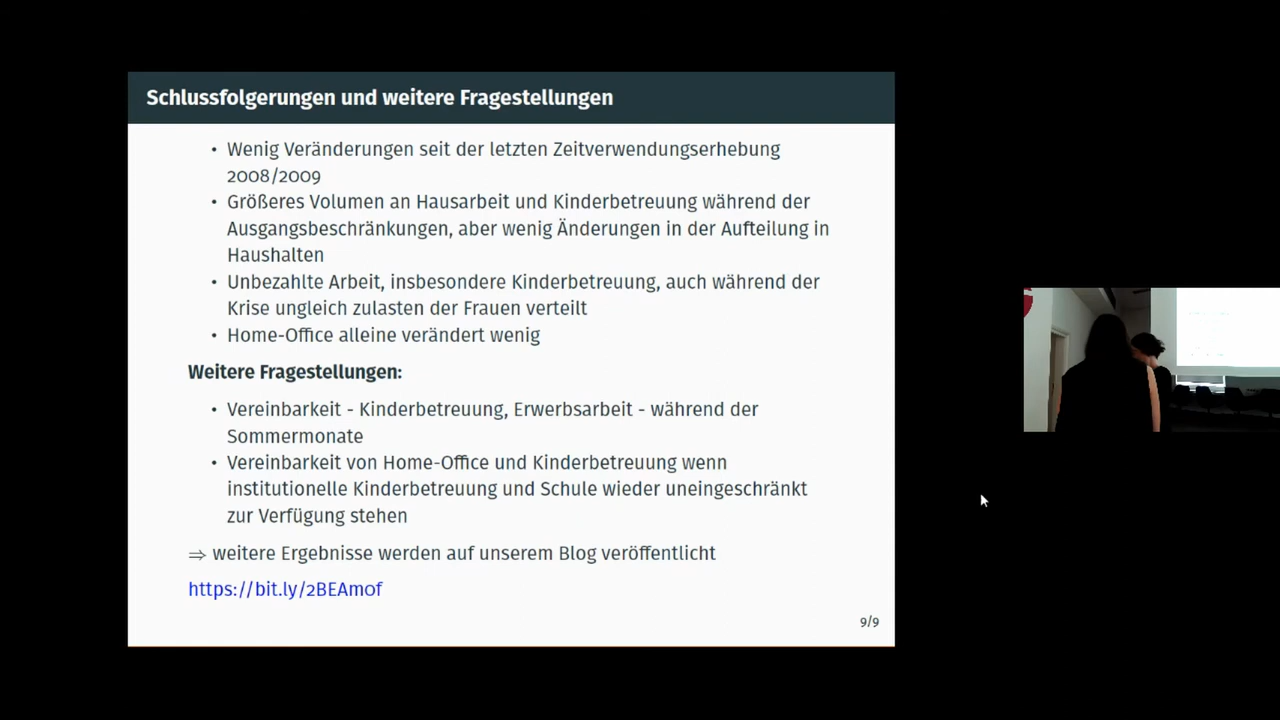 Schlussfolgerungen und weitere Fragestellungen
• Wenig Veränderungen seit der letzten Zeitverwendungserhebung
2008/2009
• Größeres Volumen an Hausarbeit und Kinderbetreuung während der
Ausgangsbeschränkungen, aber wenig Änderungen in der Aufteilung in
Haushalten
• Unbezahlte Arbeit, insbesondere Kinderbetreuung, auch während der
Krise ungleich zulasten der Frauen verteilt
• Home-Office alleine verändert wenig
Weitere Fragestellungen:
• Vereinbarkeit - Kinderbetreuung, Erwerbsarbeit - während der
Sommermonate
• Vereinbarkeit von Home-Office und Kinderbetreuung wenn
institutionelle Kinderbetreuung und Schule wieder uneingeschränkt
zur Verfügung stehen
⇒ weitere Ergebnisse werden auf unserem Blog veröffentlicht
https://bit.ly/2BEAm0f
9/9